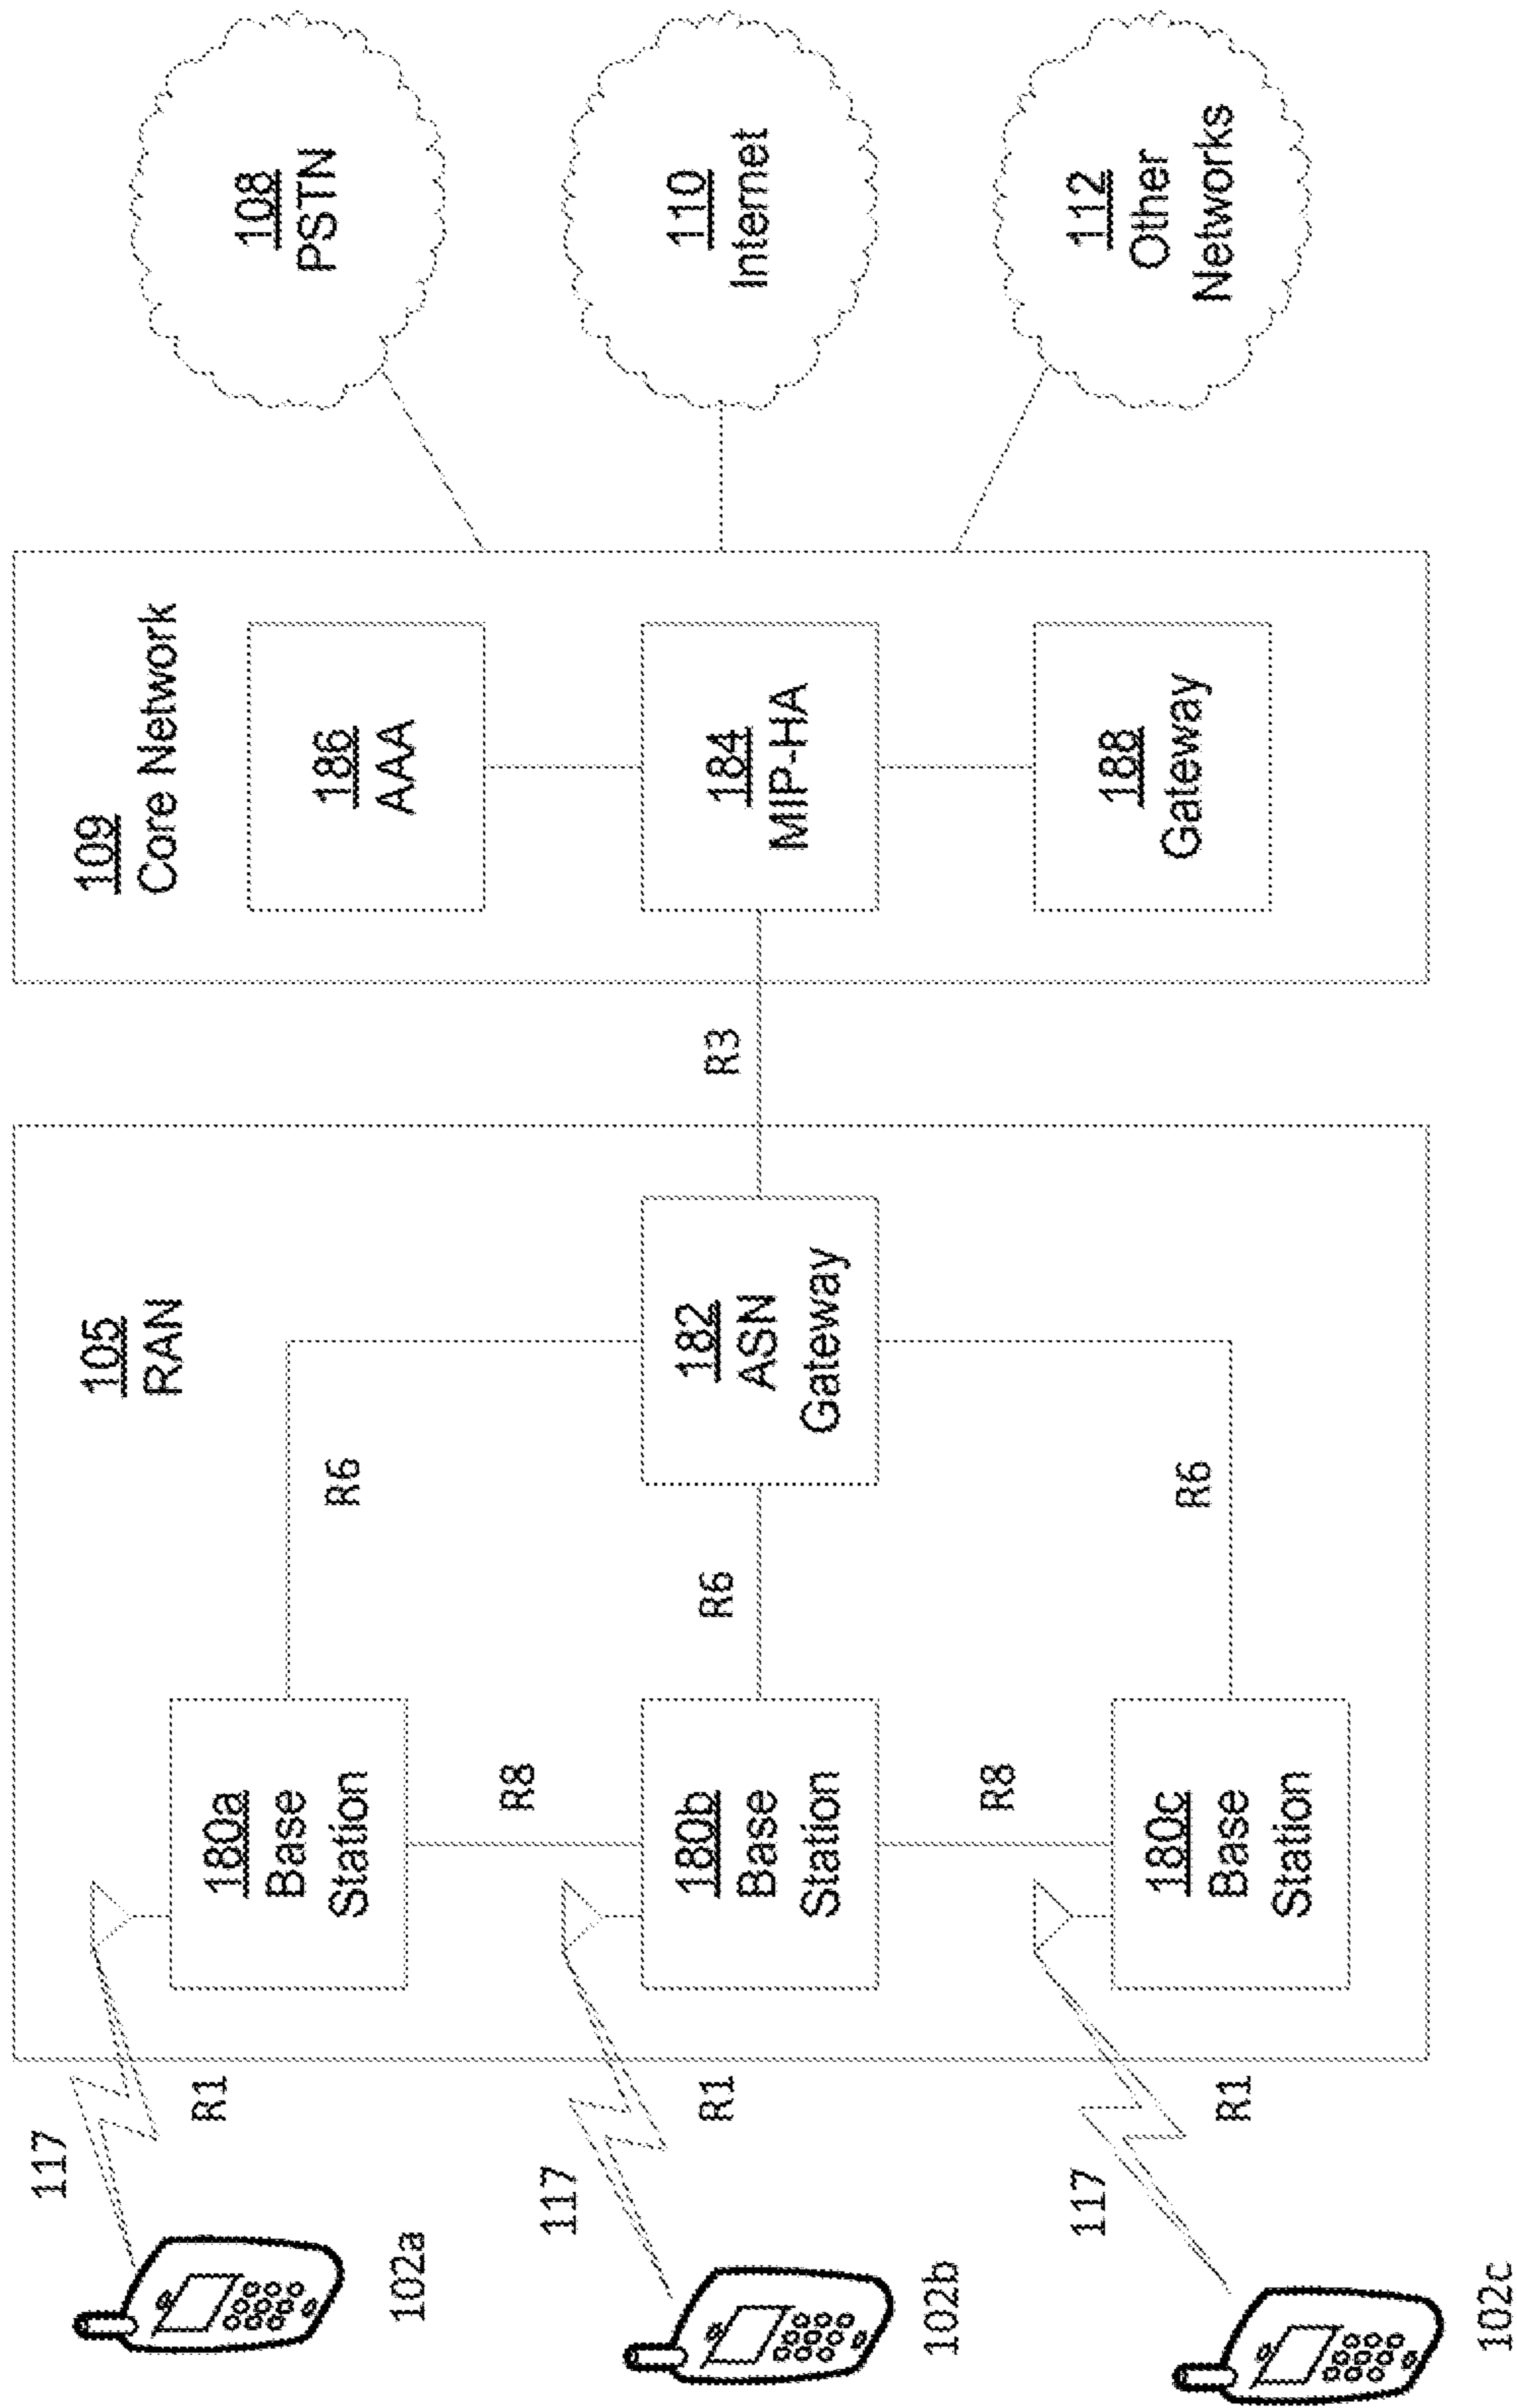 117
R1
102a
117
R1
102b
117
R1
102c
105
RAN
180a
Base
Station
R8
180b
Base
Station
R8
180c
Base
Station
R6
R6
R6
182
ASN
Gateway
R3
109
Core Network
186
AAA
184
MIP-HA
188
Gateway
108
PSTN
110
Internet
112
Other
Networks